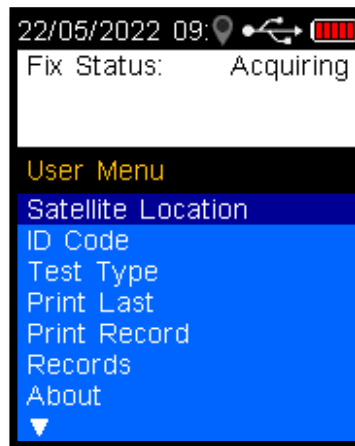 22/05/2022 09:
Fix Status: Acquiring
User Menu
Satellite Location
ID Code
Test Type
Print Last
Print Record
Records
About